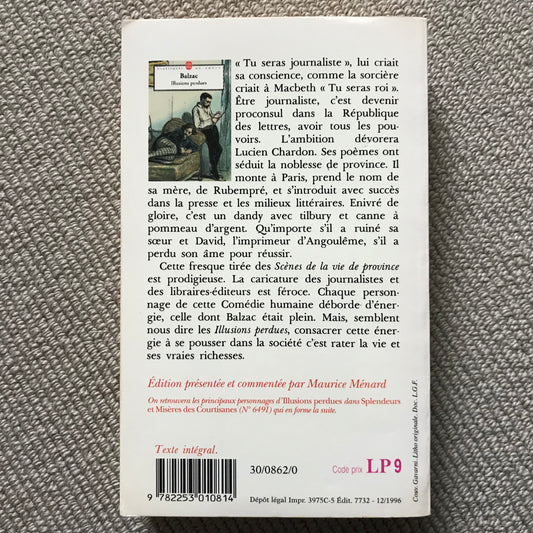 Balzac
Illusions perdues
« Tu seras journaliste », lui criait
sa conscience, comme la sorcière
criait à Macbeth « Tu seras roi ».
Être journaliste, c'est devenir
proconsul dans la République
des lettres, avoir tous les pou-
voirs. L'ambition dévorera
Lucien Chardon. Ses poèmes ont
séduit la noblesse de province. Il
monte à Paris, prend le nom de
sa mère, de Rubempré, et s'introduit avec succès
dans la presse et les milieux littéraires. Enivré de
gloire, c'est un dandy avec tilbury et canne à
pommeau d'argent. Qu'importe s'il a ruiné sa
sœur et David, l'imprimeur d'Angoulême, s'il a
perdu son âme pour réussir.
Cette fresque tirée des Scènes de la vie de province
est prodigieuse. La caricature des journalistes et
des libraires-éditeurs est féroce. Chaque person-
nage de cette Comédie humaine déborde d'éner-
gie, celle dont Balzac était plein. Mais, semblent
nous dire les Illusions perdues, consacrer cette éner-
gie à se pousser dans la société c'est rater la vie et
ses vraies richesses.
Édition présentée et commentée par Maurice Ménard
On retrouvera les principaux personnages d'Illusions perdues dans Splendeurs
et Misères des Courtisanes (N° 6491) qui en forme la suite.
Texte intégral.
30/0862/0
Code prix LP9
9 782253 010814
Dépôt légal Impr. 3975C-5 Édit. 7732 - 12/1996
Couv. Gavarni. Litho originale. Doc. L.G.F.